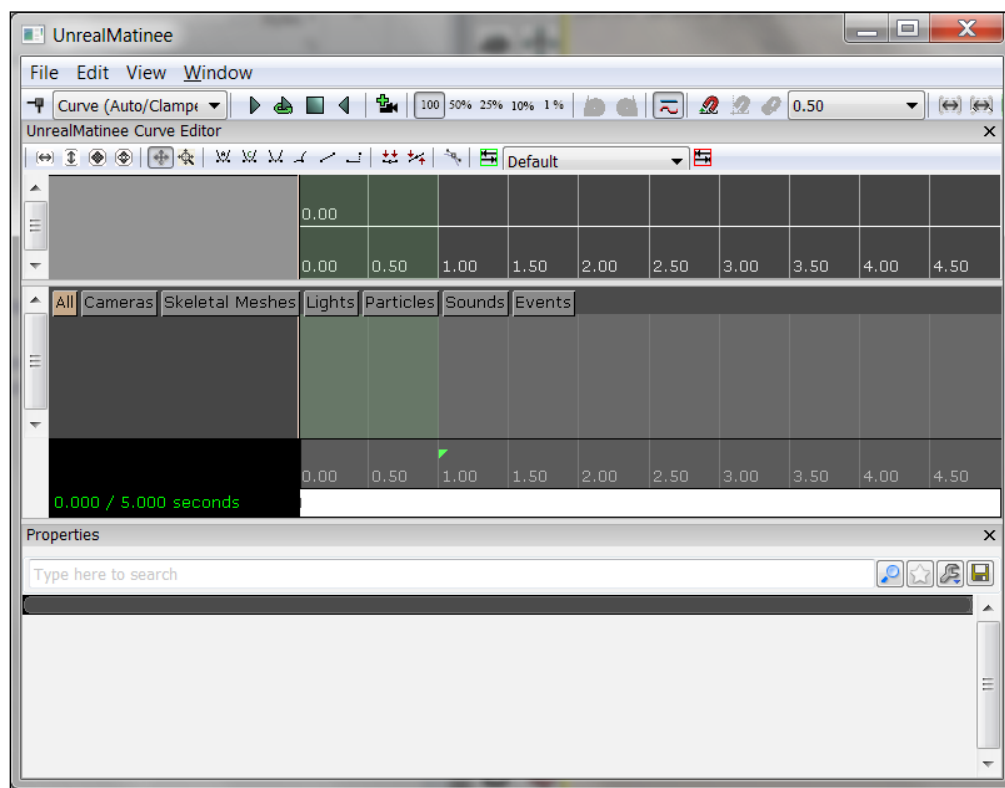 UnrealMatinee
File Edit View Window
Curve (Auto/Clampe 100 50% 25% 10% 1% 0.50
UnrealMatinee Curve Editor
Default
0.00
0.00 0.50 1.00 1.50 2.00 2.50 3.00 3.50 4.00 4.50
All Cameras Skeletal Meshes Lights Particles Sounds Events
0.00 0.50 1.00 1.50 2.00 2.50 3.00 3.50 4.00 4.50
0.000 / 5.000 seconds
Properties
Type here to search